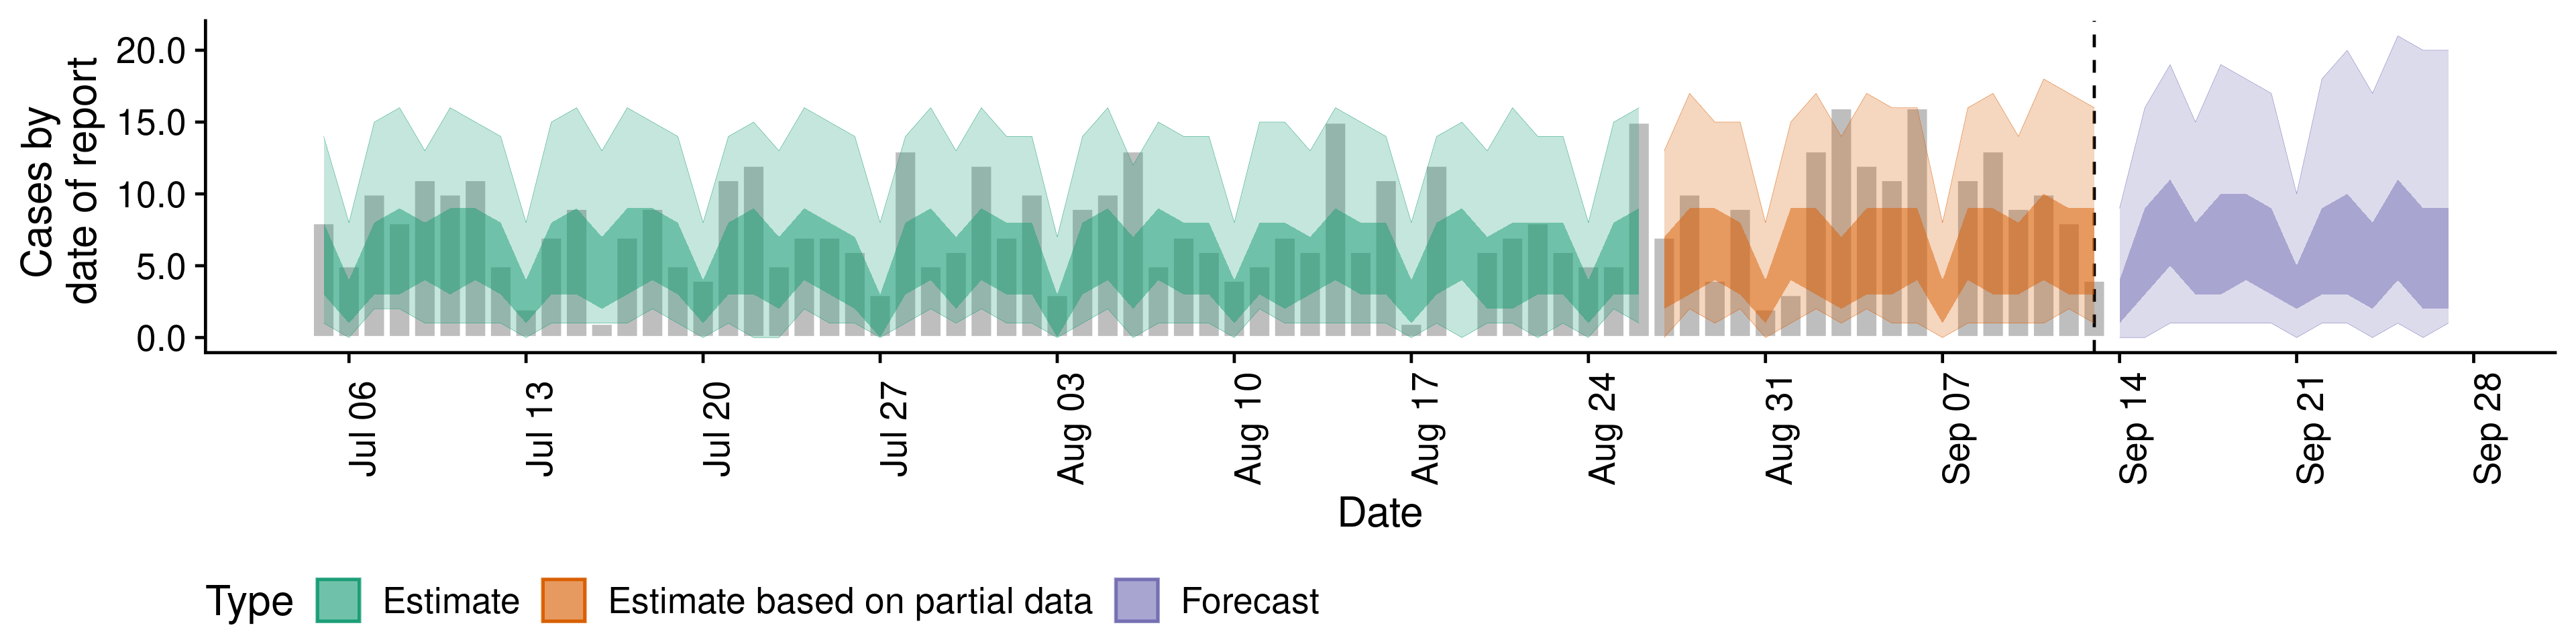 Cases by
date of report
20.0
15.0
10.0
5.0
0.0
Jul 06
Jul 13
Jul 20
Jul 27
Aug 03
Aug 10
Aug 17
Aug 24
Aug 31
Sep 07
Sep 14
Sep 21
Sep 28
Date
Type Estimate Estimate based on partial data Forecast